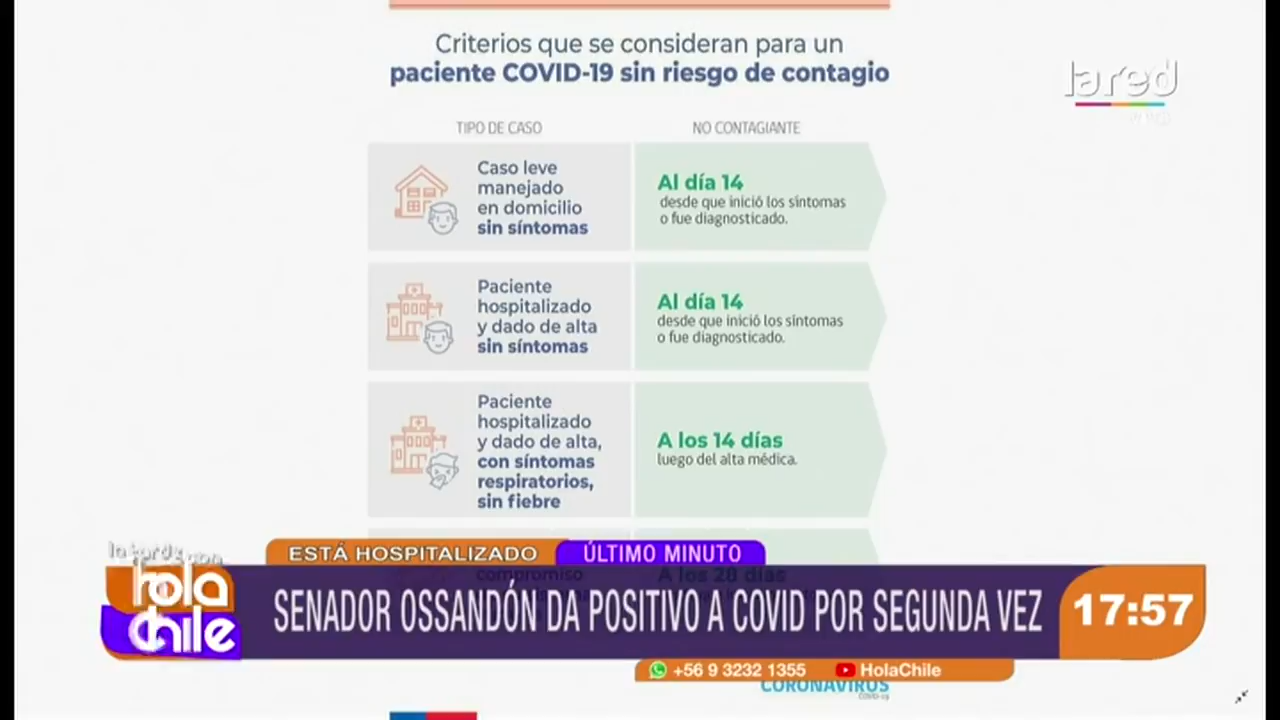 Criterios que se consideran para un
paciente COVID-19 sin riesgo de contagio
lared
TIPO DE CASO
NO CONTAGIANTE
Caso leve
manejado
en domicilio
sin síntomas
Al día 14
desde que inició los síntomas
o fue diagnosticado.
Paciente
hospitalizado
y dado de alta
sin síntomas
Al día 14
desde que inició los síntomas
o fue diagnosticado.
Paciente
hospitalizado
y dado de alta,
con síntomas
respiratorios,
sin fiebre
A los 14 días
luego del alta médica.
compromiso
A los 28 días
la tarde con
hola
chile
ESTÁ HOSPITALIZADO
ÚLTIMO MINUTO
SENADOR OSSANDÓN DA POSITIVO A COVID POR SEGUNDA VEZ
17:57
+56 9 3232 1355
HolaChile
CORONAVIRUS
COVID-19